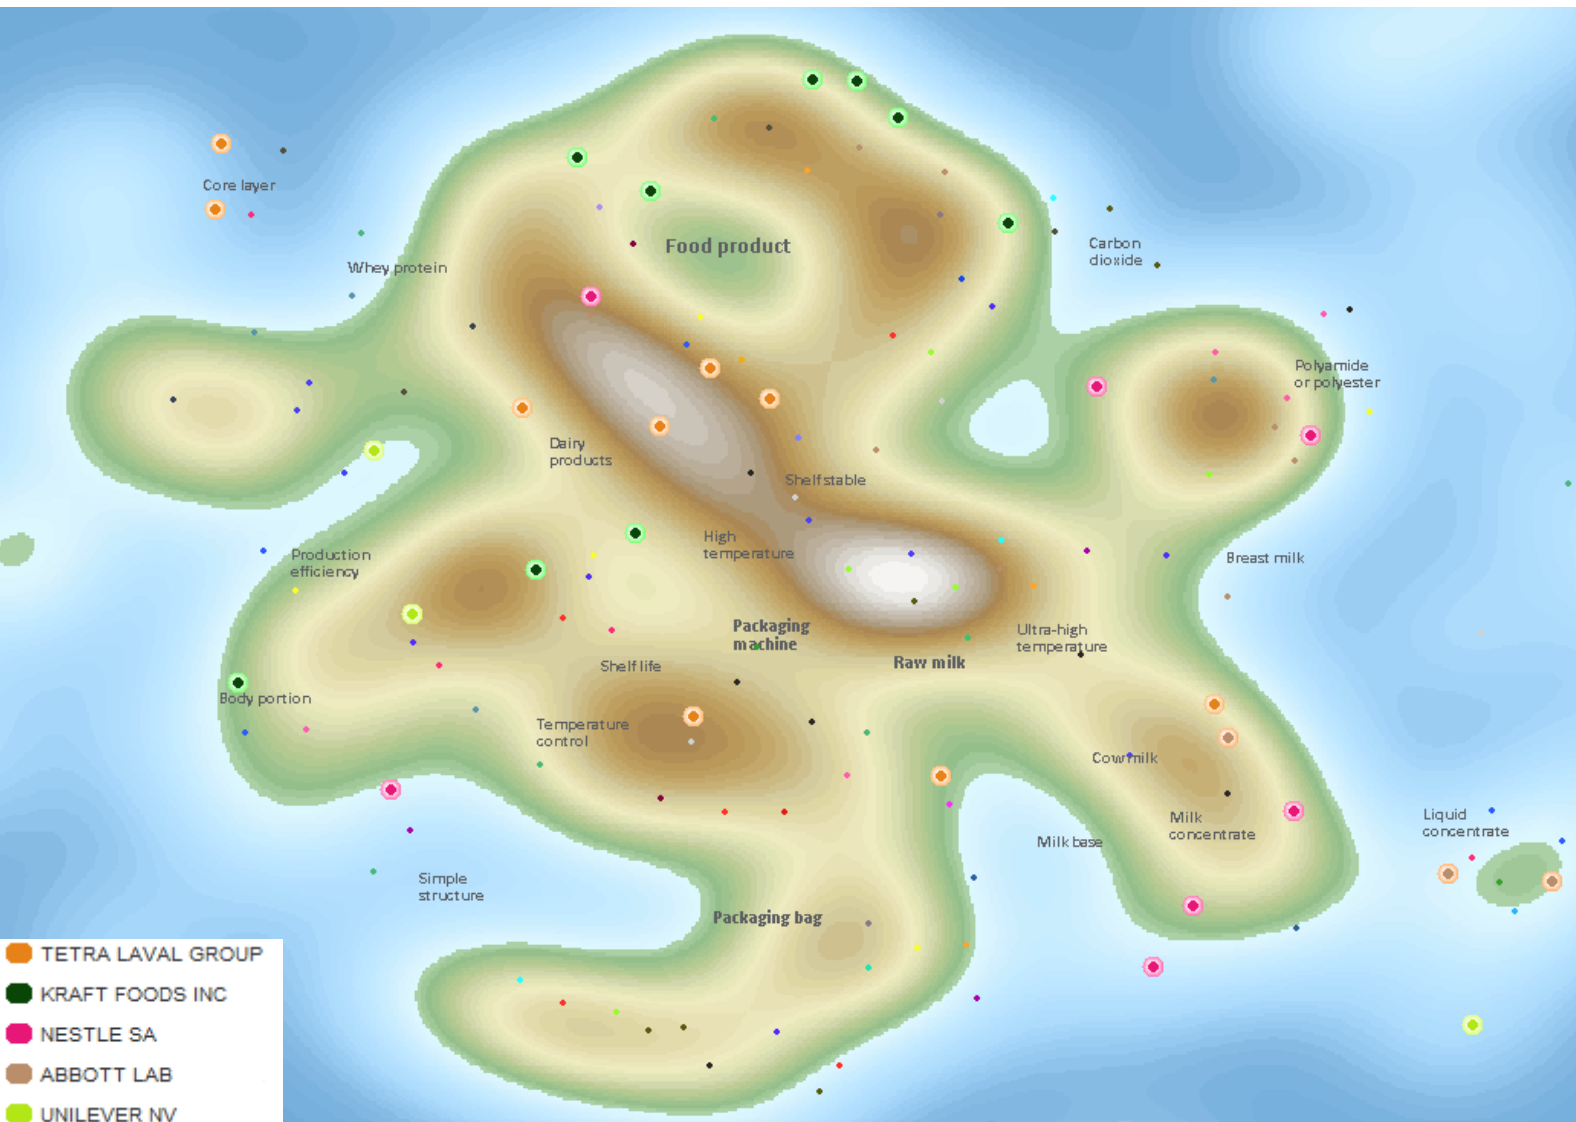 Core layer
Whey protein
Food product
Carbon
dioxide
Polyamide
or polyester
Dairy
products
Shelf stable
High
temperature
Production
efficiency
Breast milk
Packaging
machine
Ultra-high
temperature
Raw milk
Shelf life
Body portion
Temperature
control
Cow milk
Milk
concentrate
Liquid
concentrate
Milk base
Simple
structure
Packaging bag
TETRA LAVAL GROUP
KRAFT FOODS INC
NESTLE SA
ABBOTT LAB
UNILEVER NV